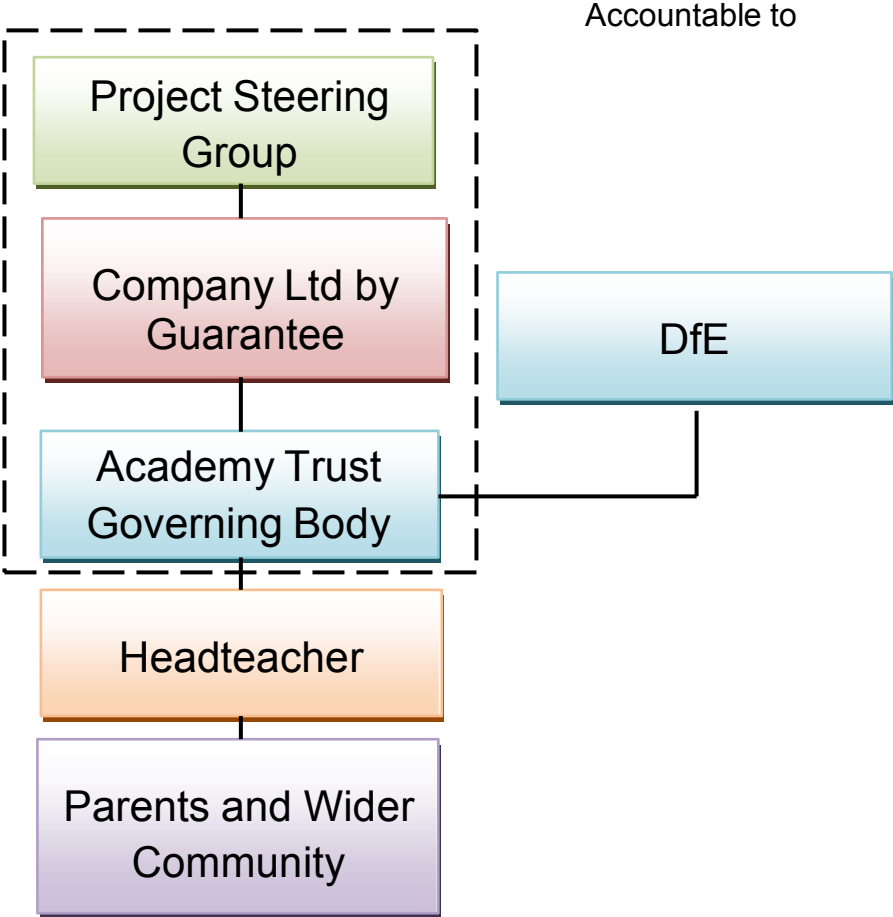 Accountable to
Project Steering
Group
Company Ltd by
Guarantee
DfE
Academy Trust
Governing Body
Headteacher
Parents and Wider
Community